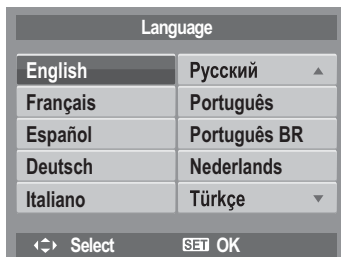 Language
English Русский
Français Português
Español Português BR
Deutsch Nederlands
Italiano Türkçe
Select SET OK